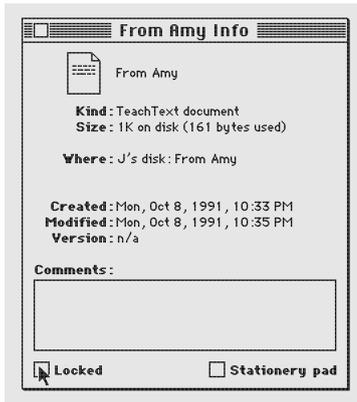 From Amy Info
From Amy
Kind: TeachText document
Size: 1K on disk (161 bytes used)
Where: J's disk: From Amy
Created: Mon, Oct 8, 1991, 10:33 PM
Modified: Mon, Oct 8, 1991, 10:35 PM
Version: n/a
Comments:
Locked Stationery pad